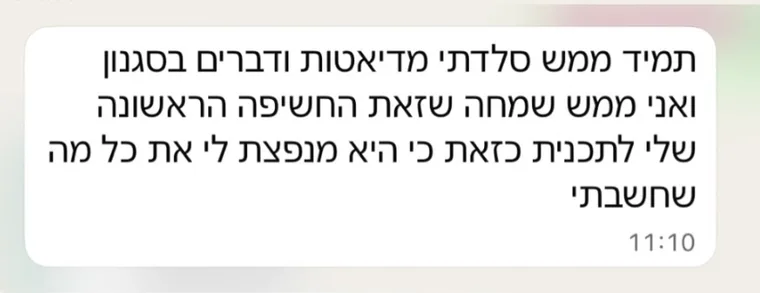 תמיד ממש סלדתי מדיאטות ודברים בסגנון
ואני ממש שמחה שזאת החשיפה הראשונה
שלי לתכנית כזאת כי היא מנפצת לי את כל מה
שחשבתי
11:10